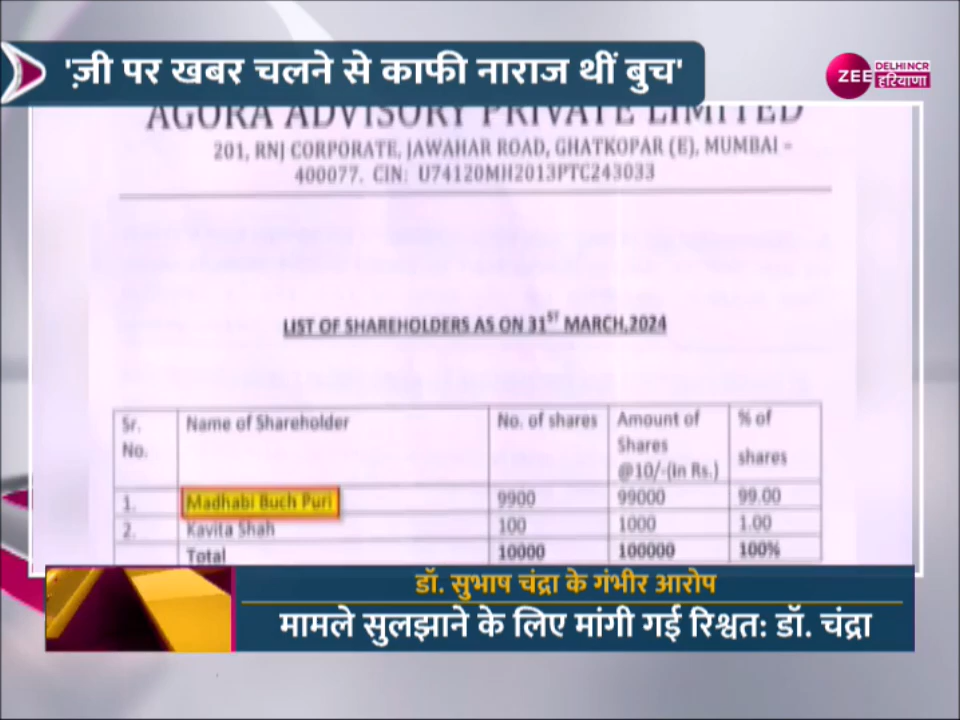 'ज़ी पर खबर चलने से काफी नाराज थीं बुच'
ZEE DELHI NCR हरियाणा
AGORA ADVISORY PRIVATE LIMITED
201, RNJ CORPORATE, JAWAHAR ROAD, GHATKOPAR (E), MUMBAI –
400077. CIN: U74120MH2013PTC243033
LIST OF SHAREHOLDERS AS ON 31ST MARCH,2024
Sr. No. Name of Shareholder No. of shares Amount of Shares @10/-(in Rs.) % of shares
1. Madhabi Buch Puri 9900 99000 99.00
2. Kavita Shah 100 1000 1.00
Total 10000 100000 100%
डॉ. सुभाष चंद्रा के गंभीर आरोप
मामले सुलझाने के लिए मांगी गई रिश्वत: डॉ. चंद्रा